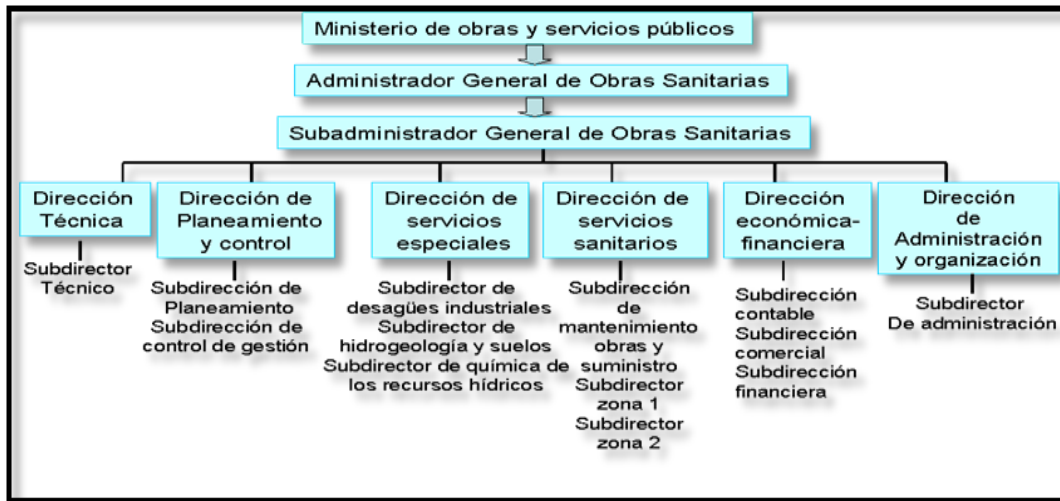 Ministerio de obras y servicios públicos
Administrador General de Obras Sanitarias
Subadministrador General de Obras Sanitarias
Dirección
Técnica
Subdirector
Técnico
Dirección de
Planeamiento
y control
Subdirección de
Planeamiento
Subdirección de
control de gestión
Dirección de
servicios
especiales
Subdirector de
desagües industriales
Subdirector de
hidrogeología y suelos
Subdirector de química de
los recursos hídricos
Dirección de
servicios
sanitarios
Subdirección
de
mantenimiento
obras y
suministro
Subdirector
zona 1
Subdirector
zona 2
Dirección
económica-
financiera
Subdirección
contable
Subdirección
comercial
Subdirección
financiera
Dirección
de
Administración
y organización
Subdirector
De administración